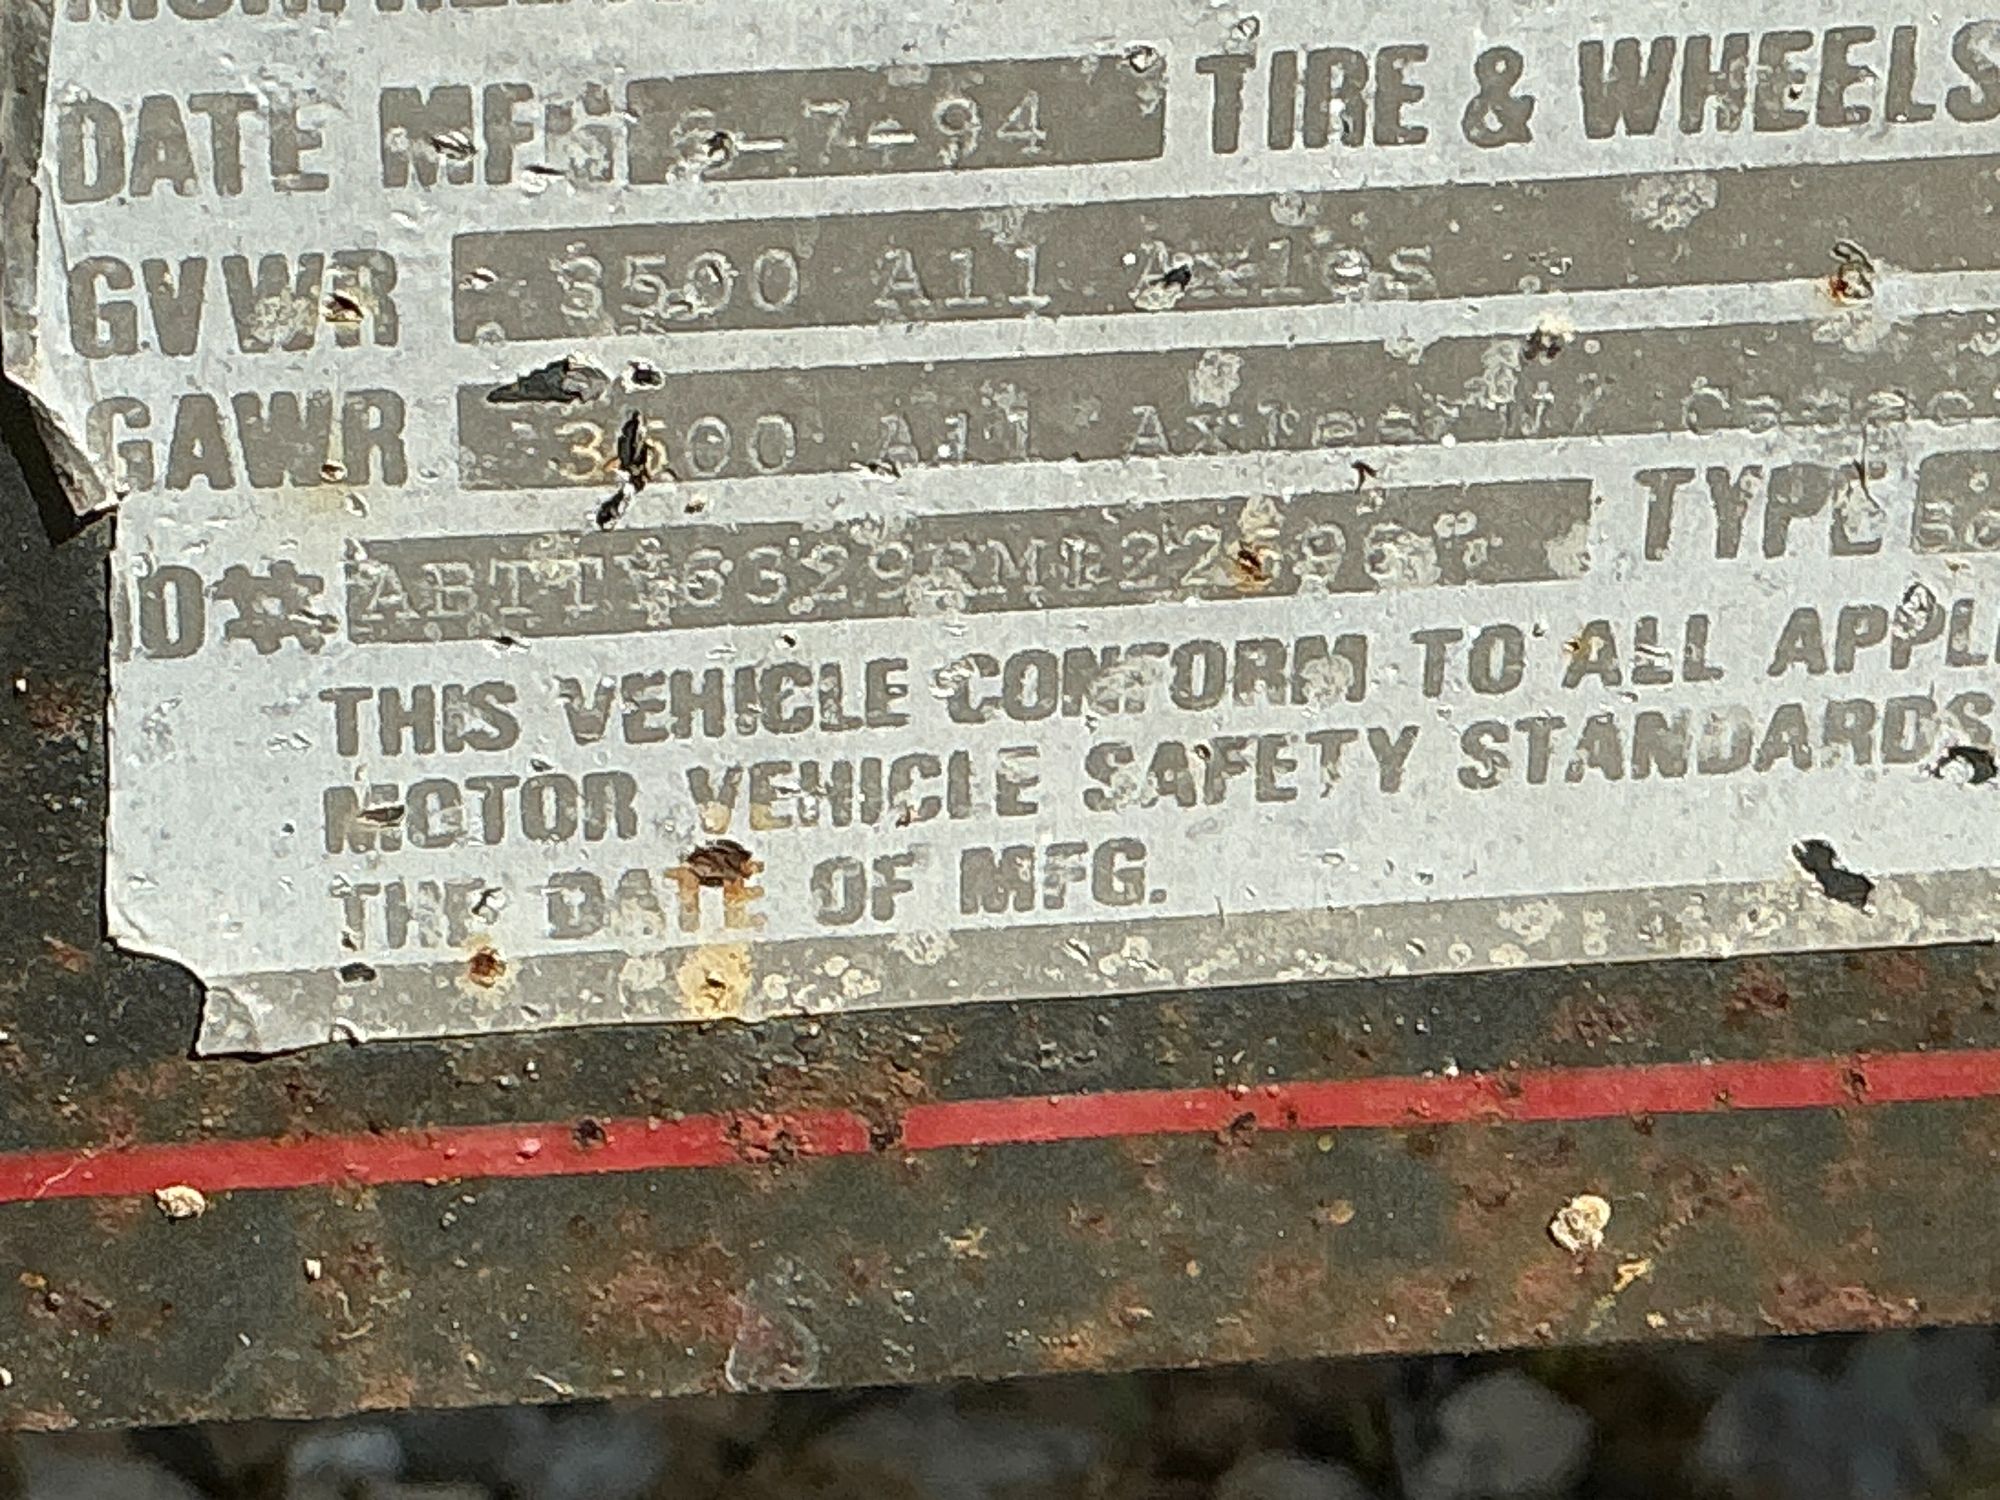 DATE MFG 6-7-94 TIRE & WHEELS
GVWR 3500 All Axles
GAWR 3500 All Axles
ID# TYPE
THIS VEHICLE CONFORM TO ALL
MOTOR VEHICLE SAFETY STANDARDS
THE DATE OF MFG.